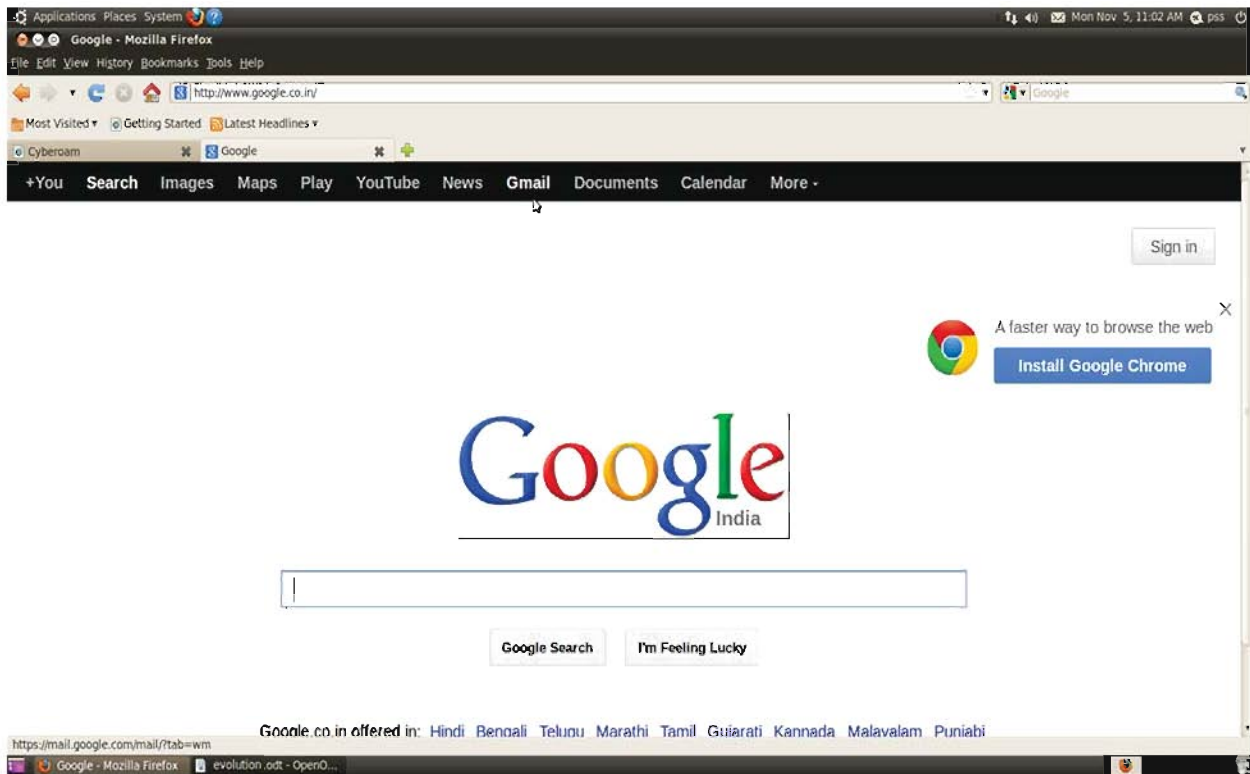 Applications Places System Mon Nov 5, 11:02 AM pss
Google - Mozilla Firefox
File Edit View History Bookmarks Tools Help
http://www.google.co.in/ Google
Most Visited Getting Started Latest Headlines
Cyberoam Google
+You Search Images Maps Play YouTube News Gmail Documents Calendar More
Sign in
A faster way to browse the web
Install Google Chrome
Google
India
Google Search I'm Feeling Lucky
Google.co.in offered in: Hindi Bengali Telugu Marathi Tamil Gujarati Kannada Malayalam Punjabi
https://mail.google.com/mail/?tab=wm
Google - Mozilla Firefox evolution .odt - OpenO...